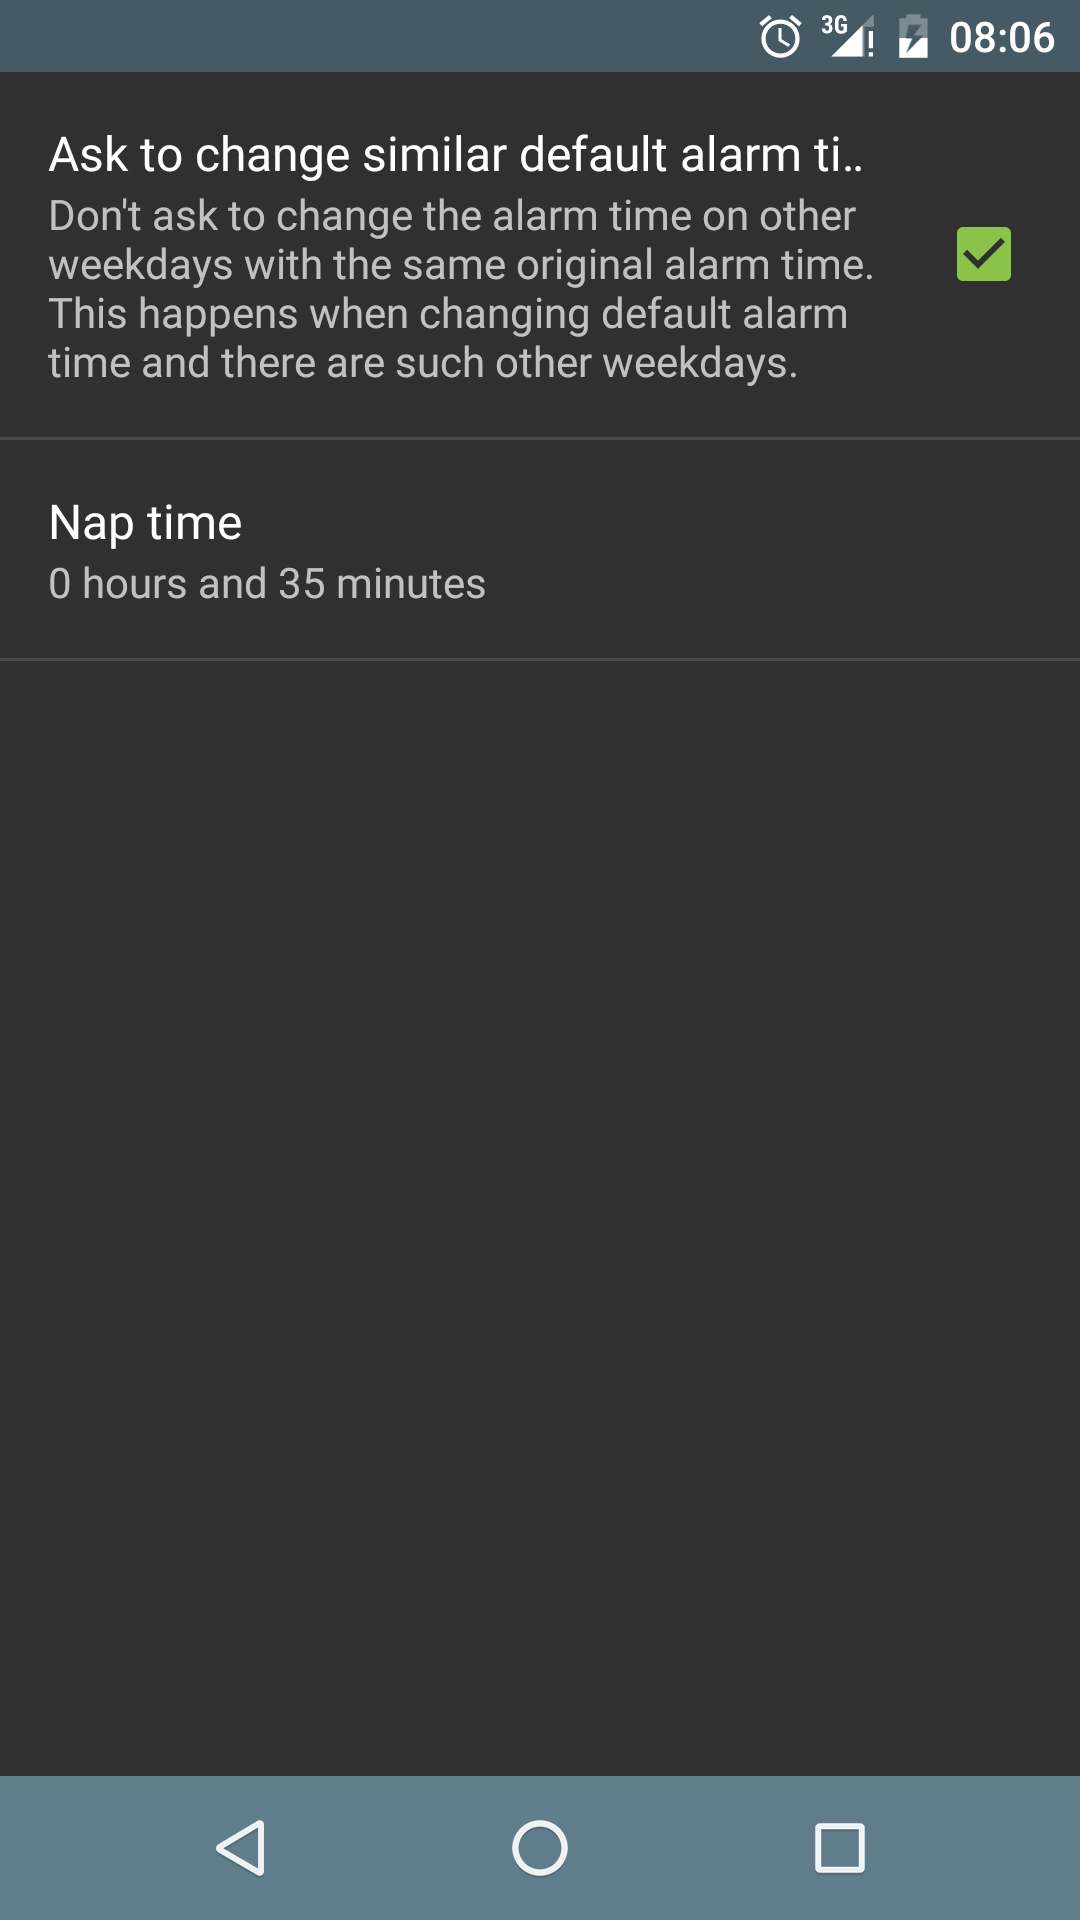 3G
08:06
Ask to change similar default alarm ti..
Don't ask to change the alarm time on other
weekdays with the same original alarm time.
This happens when changing default alarm
time and there are such other weekdays.
Nap time
0 hours and 35 minutes